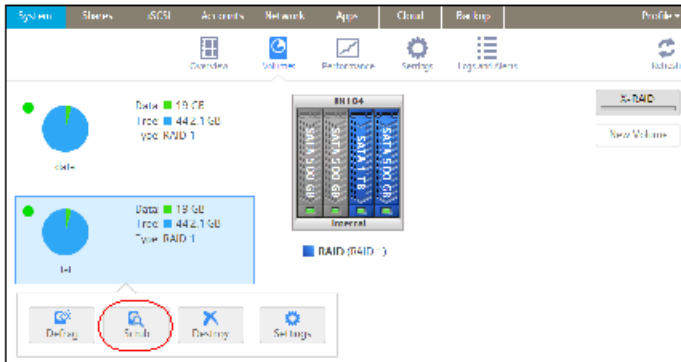 System Shares iSCSI Accounts Network Apps Cloud Backup Profile
Overview Volumes Performance Settings Logs and Alerts Refresh
Data: 19 GB
Free: 442.1 GB
Type: RAID 1
data
Data: 19 GB
Free: 442.1 GB
Type: RAID 1
RN104
SATA 500 GB
SATA 500 GB
SATA 1 TB
SATA 500 GB
Internal
RAID (RAID 1)
X-RAID
New Volume
Defrag Scrub Destroy Settings